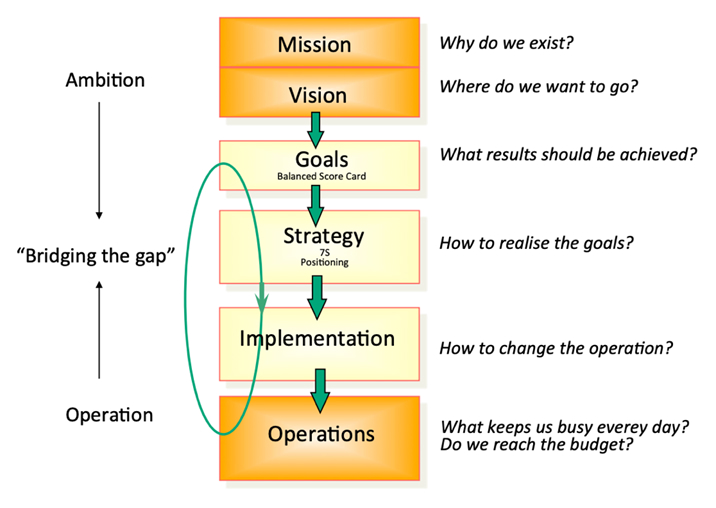 Mission
Why do we exist?
Ambition
Vision
Where do we want to go?
Goals
Balanced Score Card
What results should be achieved?
“Bridging the gap”
Strategy
7S
Positioning
How to realise the goals?
Implementation
How to change the operation?
Operation
Operations
What keeps us busy everey day?
Do we reach the budget?